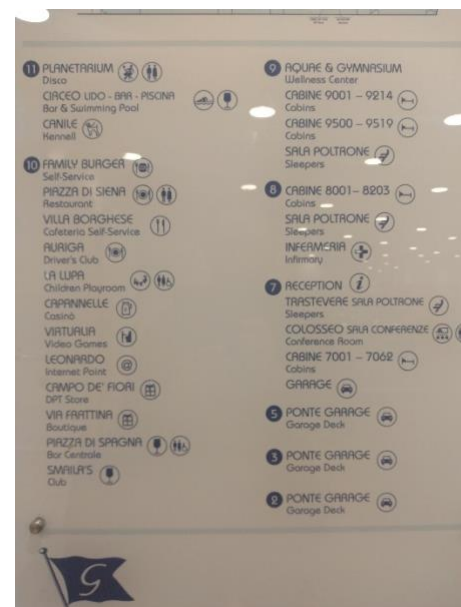 11 PLANETARIUM
Disco
CIRCEO LIDO - BAR - PISCINA
Bar & Swimming Pool
CANILE
Kennell
10 FAMILY BURGER
Self-Service
PIAZZA DI SIENA
Restaurant
VILLA BORGHESE
Cafeteria Self-Service
AURIGA
Driver's Club
LA LUPA
Children Playroom
CAPANNELLE
Casinò
VIRTUALIA
Video Games
LEONARDO
Internet Point
@
CAMPO DE' FIORI
DPT Store
VIA FRATTINA
Boutique
PIAZZA DI SPAGNA
Bar Centrale
SMAILA'S
Club
9 AQUAE & GYMNASIUM
Wellness Center
CABINE 9001 – 9214
Cabins
CABINE 9500 – 9519
Cabins
SALA POLTRONE
Sleepers
8 CABINE 8001 – 8203
Cabins
SALA POLTRONE
Sleepers
INFERMERIA
Infirmary
7 RECEPTION i
TRASTEVERE SALA POLTRONE
Sleepers
COLOSSEO SALA CONFERENZE
Conference Room
CABINE 7001 – 7062
Cabins
GARAGE
5 PONTE GARAGE
Garage Deck
3 PONTE GARAGE
Garage Deck
2 PONTE GARAGE
Garage Deck
G